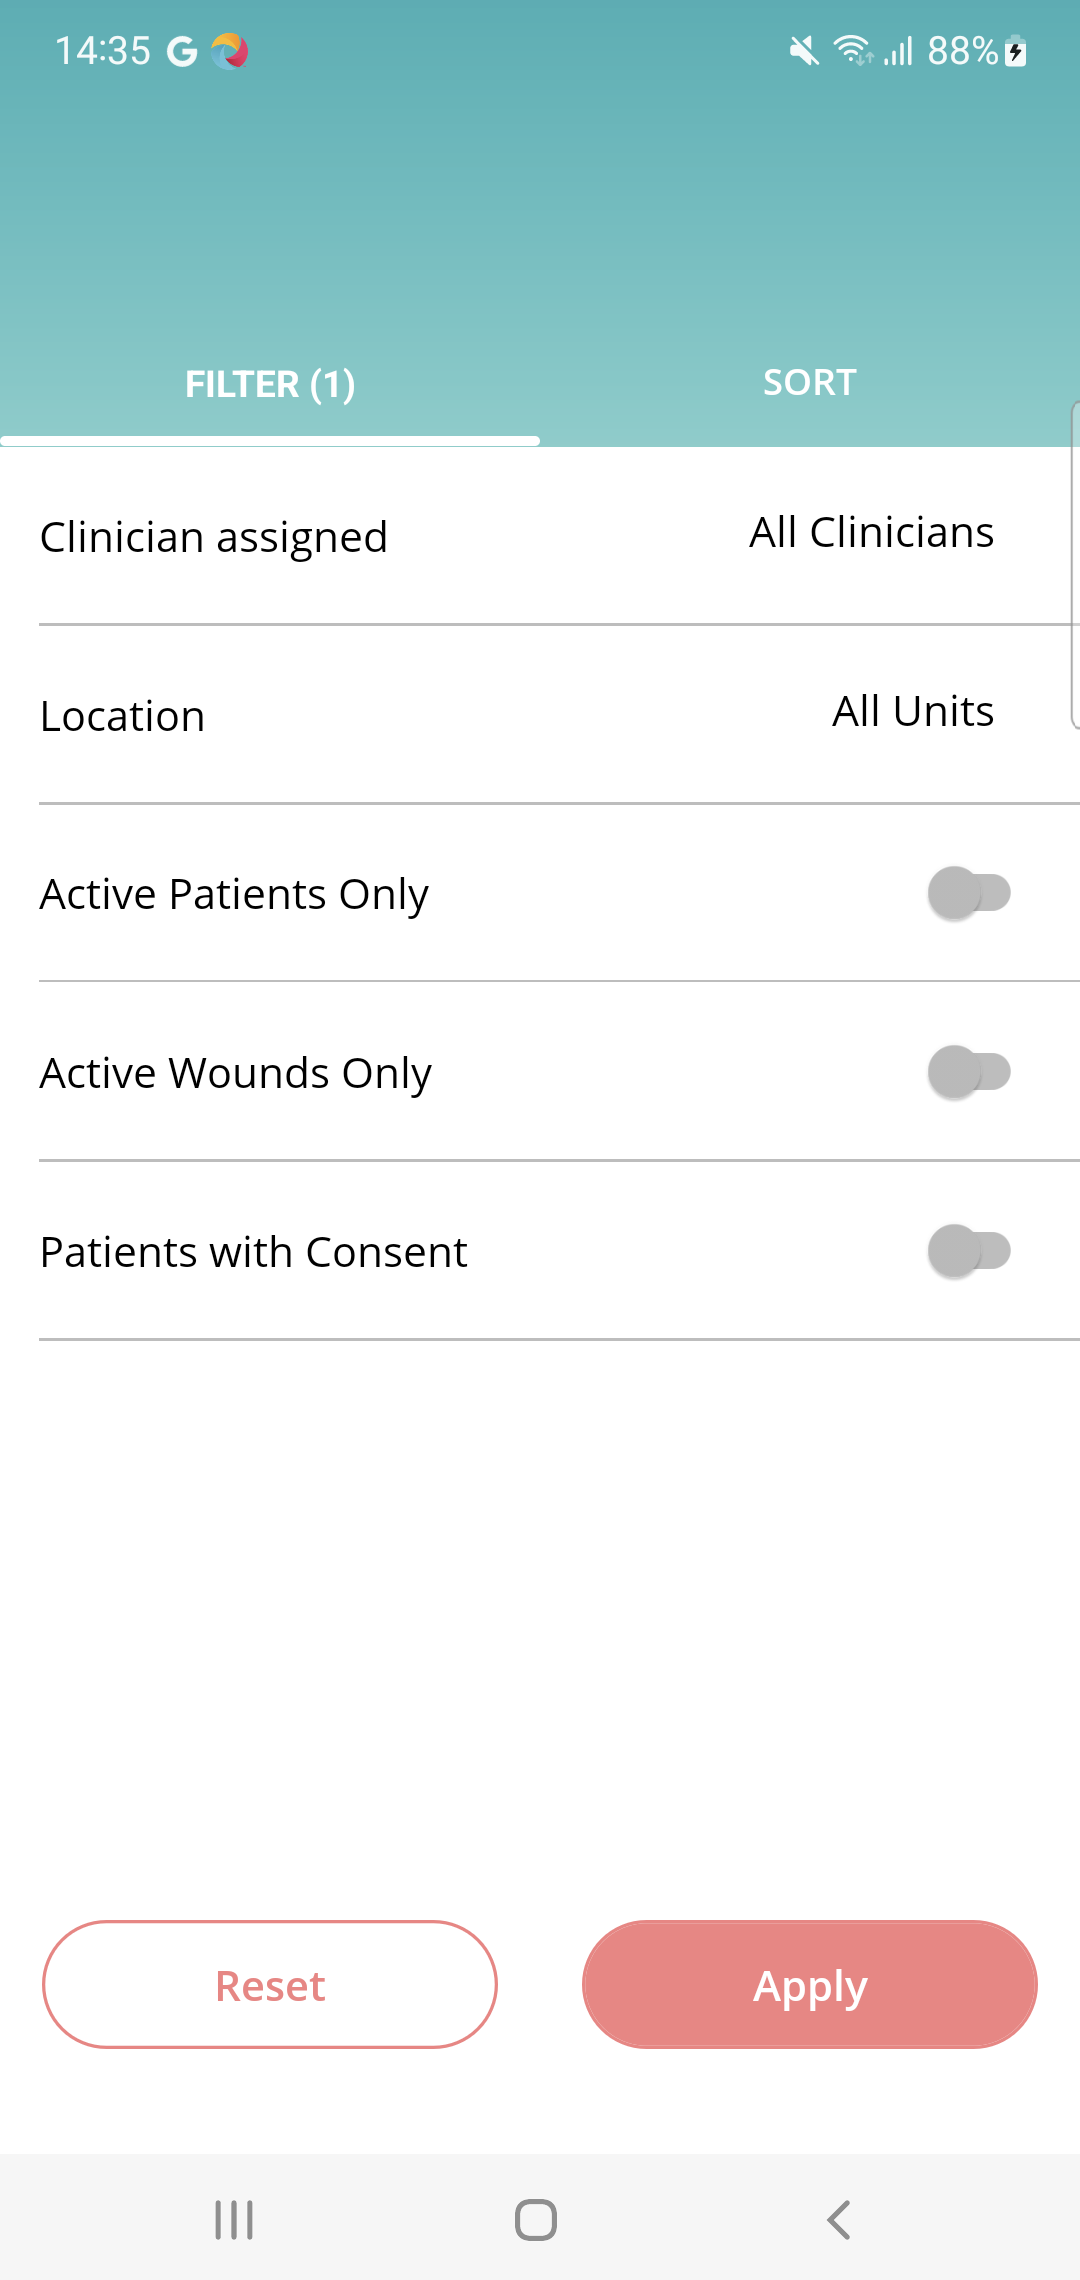 14:35 G 88%
FILTER (1) SORT
Clinician assigned All Clinicians
Location All Units
Active Patients Only
Active Wounds Only
Patients with Consent
Reset Apply